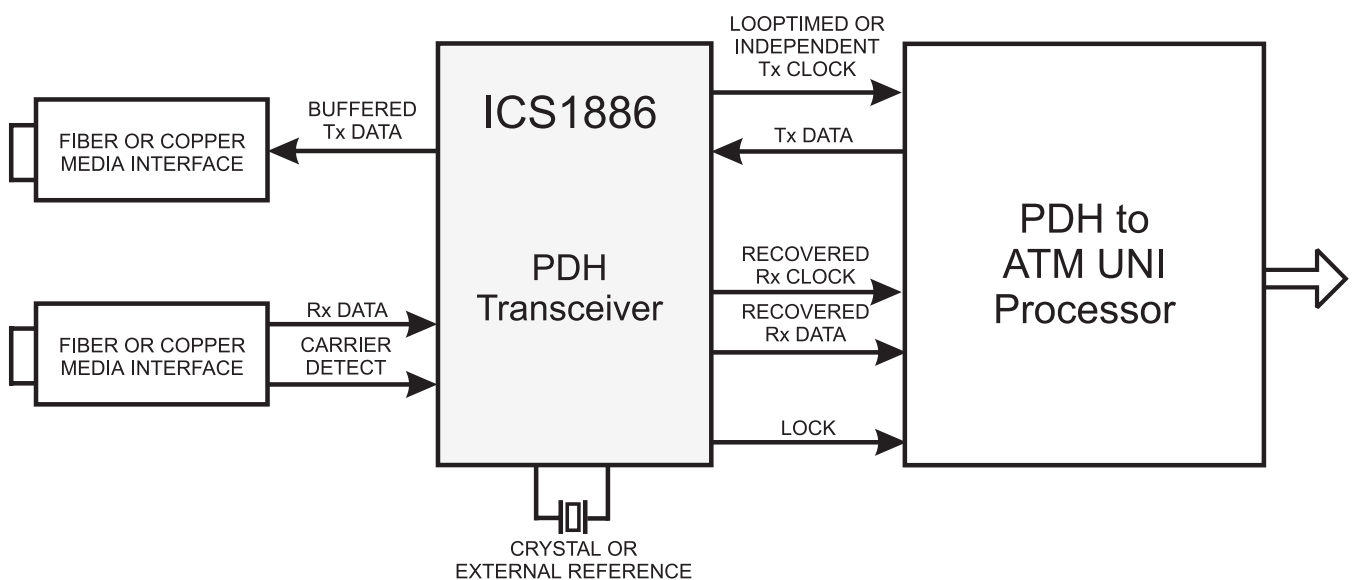 LOOPTIMED OR
INDEPENDENT
Tx CLOCK
ICS1886
BUFFERED
Tx DATA
FIBER OR COPPER
MEDIA INTERFACE
Tx DATA
PDH to
ATM UNI
Processor
PDH
Transceiver
RECOVERED
Rx CLOCK
RECOVERED
Rx DATA
Rx DATA
CARRIER
DETECT
FIBER OR COPPER
MEDIA INTERFACE
LOCK
CRYSTAL OR
EXTERNAL REFERENCE